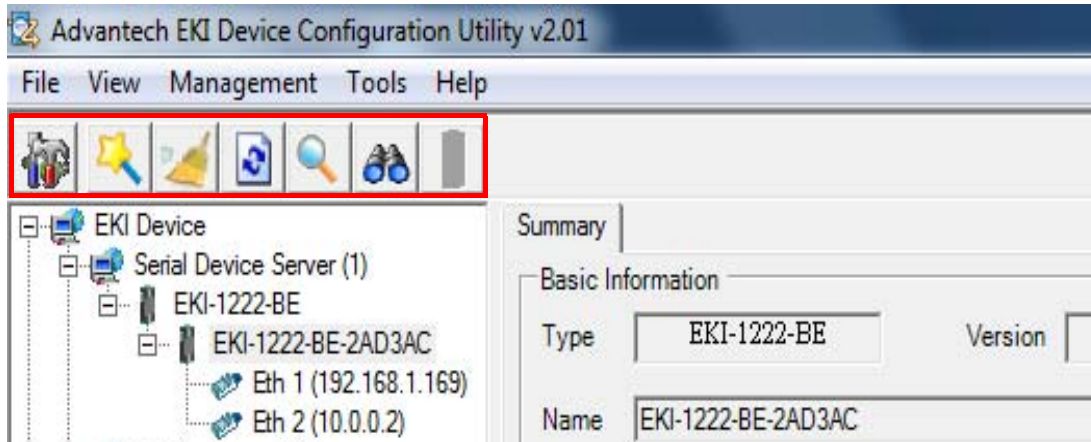 Advantech EKI Device Configuration Utility v2.01
File View Management Tools Help
EKI Device
Serial Device Server (1)
EKI-1222-BE
EKI-1222-BE-2AD3AC
Eth 1 (192.168.1.169)
Eth 2 (10.0.0.2)
Summary
Basic Information
Type EKI-1222-BE Version
Name EKI-1222-BE-2AD3AC